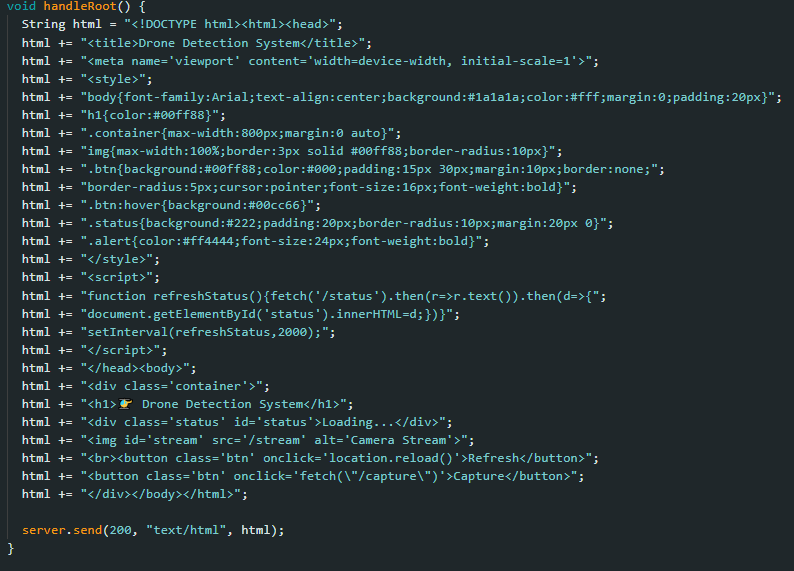 void handleRoot() {
  String html = "<!DOCTYPE html><html><head>";
  html += "<title>Drone Detection System</title>";
  html += "<meta name='viewport' content='width=device-width, initial-scale=1'>";
  html += "<style>";
  html += "body{font-family:Arial;text-align:center;background:#1a1a1a;color:#fff;margin:0;padding:20px}";
  html += "h1{color:#00ff88}";
  html += ".container{max-width:800px;margin:0 auto}";
  html += "img{max-width:100%;border:3px solid #00ff88;border-radius:10px}";
  html += ".btn{background:#00ff88;color:#000;padding:15px 30px;margin:10px;border:none;";
  html += "border-radius:5px;cursor:pointer;font-size:16px;font-weight:bold}";
  html += ".btn:hover{background:#00cc66}";
  html += ".status{background:#222;padding:20px;border-radius:10px;margin:20px 0}";
  html += ".alert{color:#ff4444;font-size:24px;font-weight:bold}";
  html += "</style>";
  html += "<script>";
  html += "function refreshStatus(){fetch('/status').then(r=>r.text()).then(d=>{";
  html += "document.getElementById('status').innerHTML=d;})}";
  html += "setInterval(refreshStatus,2000);";
  html += "</script>";
  html += "</head><body>";
  html += "<div class='container'>";
  html += "<h1> Drone Detection System</h1>";
  html += "<div class='status' id='status'>Loading...</div>";
  html += "<img id='stream' src='/stream' alt='Camera Stream'>";
  html += "<br><button class='btn' onclick='location.reload()'>Refresh</button>";
  html += "<button class='btn' onclick='fetch(\"/capture\")'>Capture</button>";
  html += "</div></body></html>";
  server.send(200, "text/html", html);
}